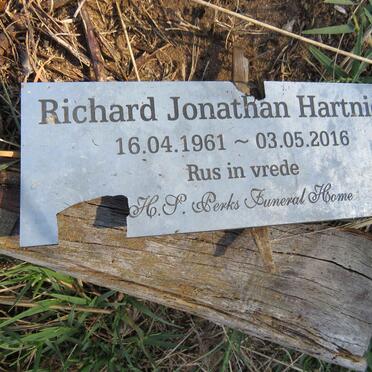 Richard Jonathan Hartni
16.04.1961 ~ 03.05.2016
Rus in vrede
H.S. Perks Funeral Home